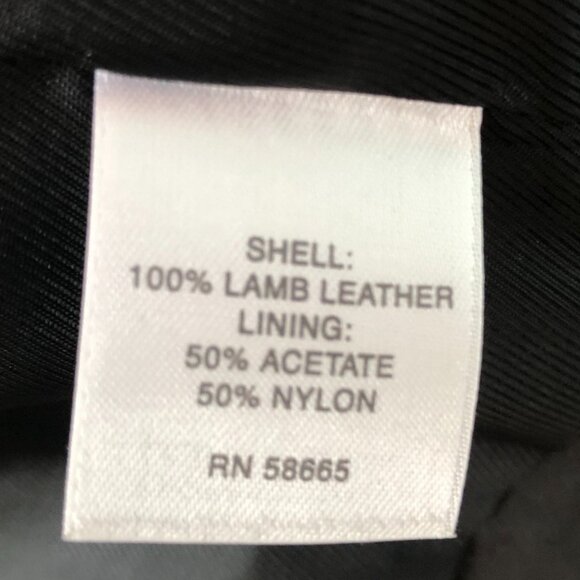 SHELL:
100% LAMB LEATHER
LINING:
50% ACETATE
50% NYLON
RN 58665